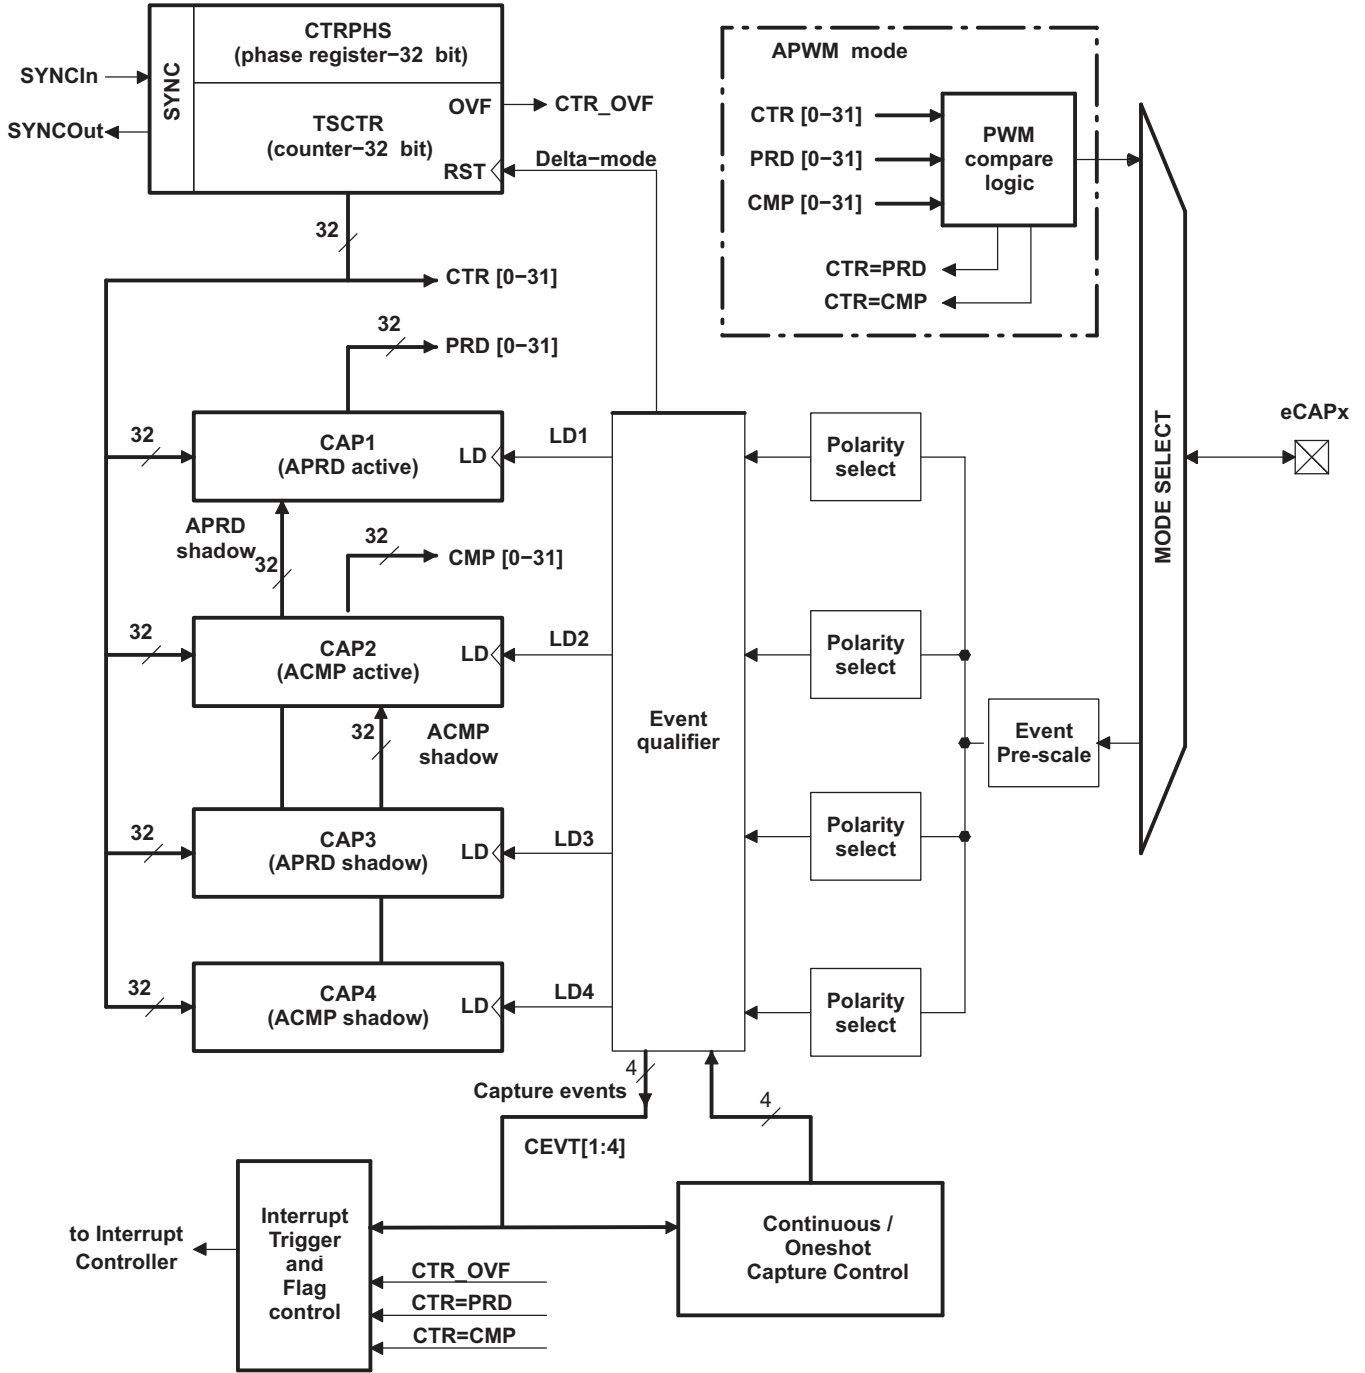 CTRPHS
(phase register−32 bit)
SYNC
SYNCIn
SYNCOut
TSCTR
(counter−32 bit)
OVF
CTR_OVF
RST
Delta−mode
32
CTR [0−31]
32
PRD [0−31]
APWM mode
CTR [0−31]
PRD [0−31]
CMP [0−31]
PWM
compare
logic
CTR=PRD
CTR=CMP
MODE SELECT
eCAPx
32
CAP1
(APRD active)
LD
LD1
Polarity
select
APRD
shadow
32
32
CMP [0−31]
32
CAP2
(ACMP active)
LD
LD2
Polarity
select
Event
qualifier
Event
Pre-scale
32
ACMP
shadow
32
CAP3
(APRD shadow)
LD
LD3
Polarity
select
32
CAP4
(ACMP shadow)
LD
LD4
Polarity
select
4
Capture events
CEVT[1:4]
4
to Interrupt
Controller
Interrupt
Trigger
and
Flag
control
CTR_OVF
CTR=PRD
CTR=CMP
Continuous /
Oneshot
Capture Control